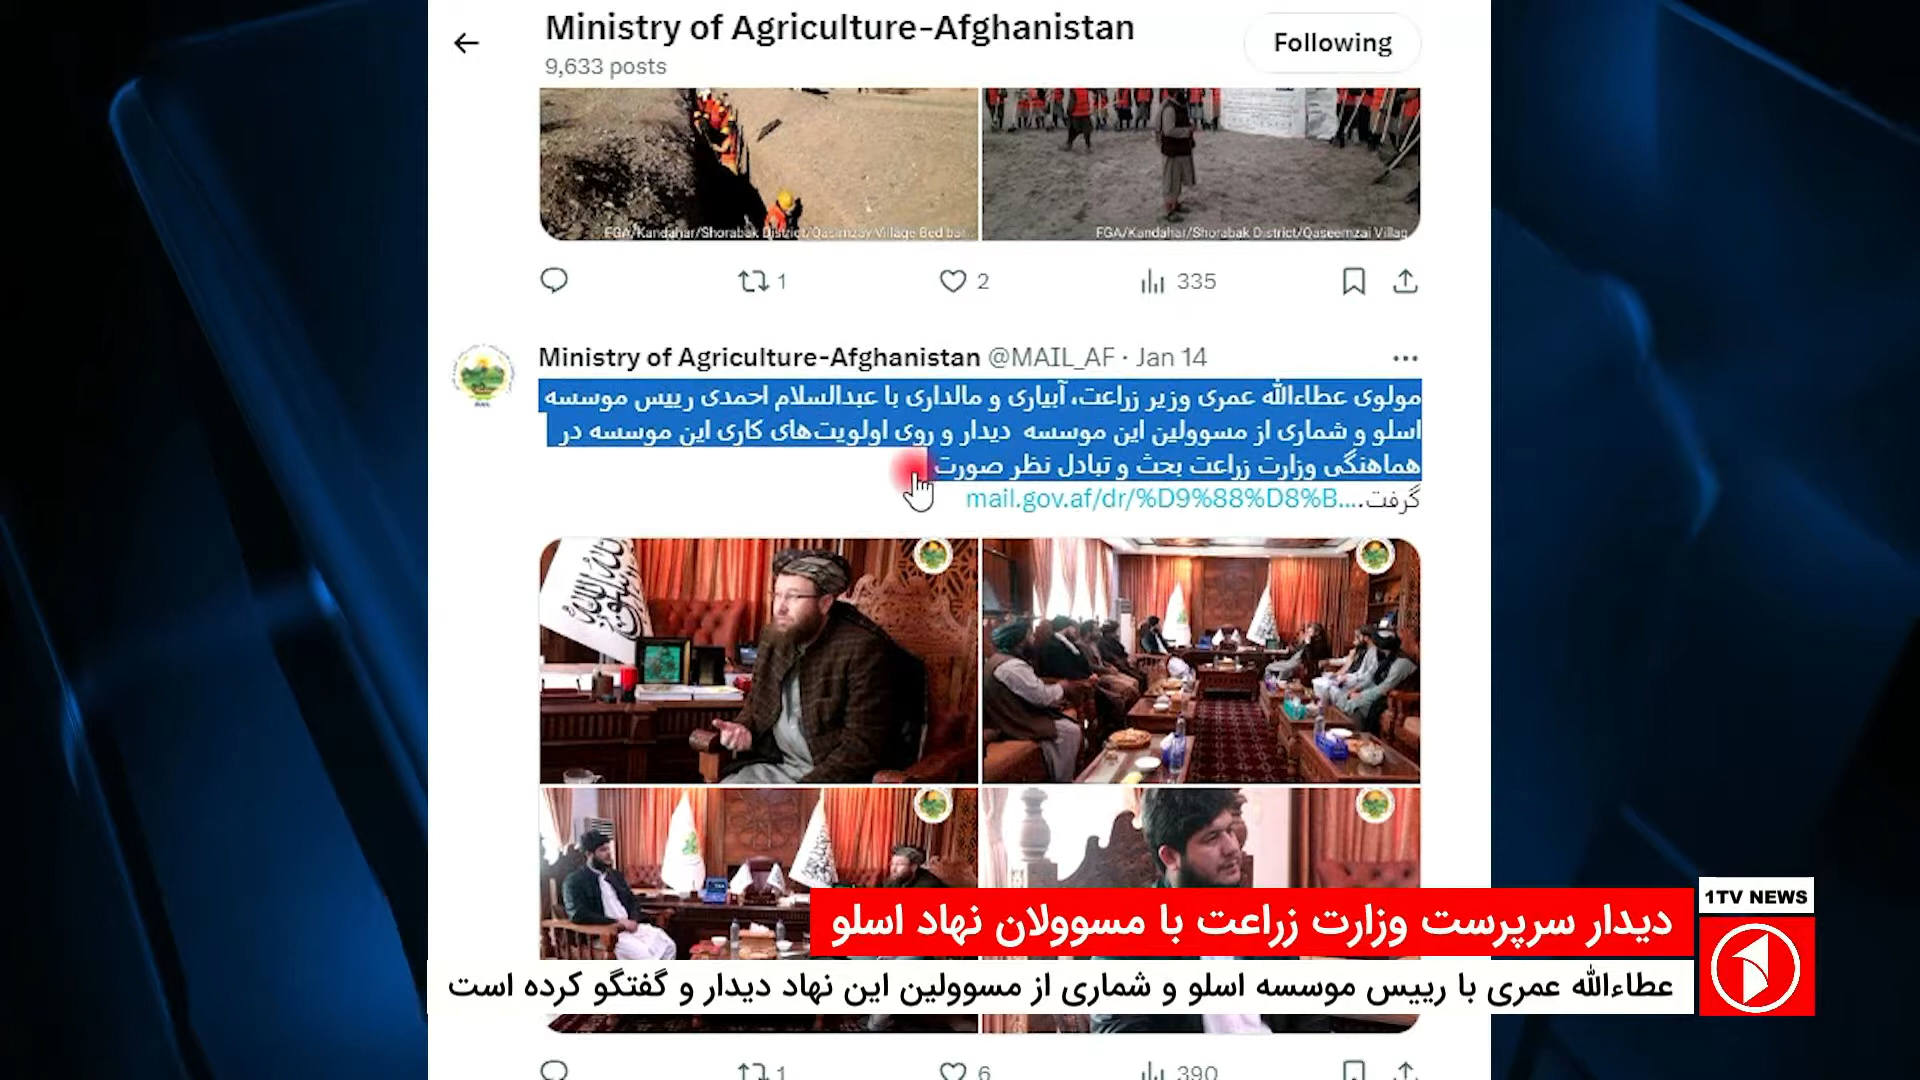 Ministry of Agriculture-Afghanistan
9,633 posts
Following
FGA/Kandahar/Shorabak District/Qasimzay Village Bed bar
FGA/Kandahar/Shorabak District/Qaseemzai Villag
1
2
335
Ministry of Agriculture-Afghanistan @MAIL_AF · Jan 14
مولوی عطاءالله عمری وزیر زراعت، آبیاری و مالداری با عبدالسلام احمدی رییس موسسه
اسلو و شماری از مسوولین این موسسه دیدار و روی اولویت‌های کاری این موسسه در
هماهنگی وزارت زراعت بحث و تبادل نظر صورت
گرفت.…mail.gov.af/dr/%D9%88%D8%B
1TV NEWS
دیدار سرپرست وزارت زراعت با مسوولان نهاد اسلو
عطاءالله عمری با رییس موسسه اسلو و شماری از مسوولین این نهاد دیدار و گفتگو کرده است
1
6
390